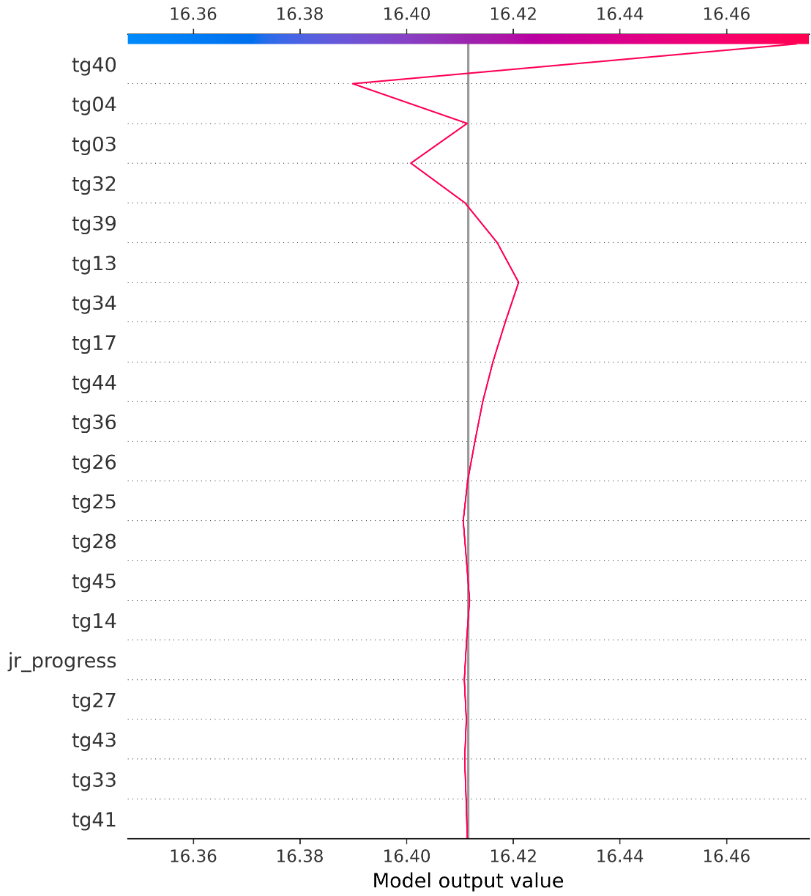 16.36 16.38 16.40 16.42 16.44 16.46
tg40
tg04
tg03
tg32
tg39
tg13
tg34
tg17
tg44
tg36
tg26
tg25
tg28
tg45
tg14
jr_progress
tg27
tg43
tg33
tg41
16.36 16.38 16.40 16.42 16.44 16.46
Model output value